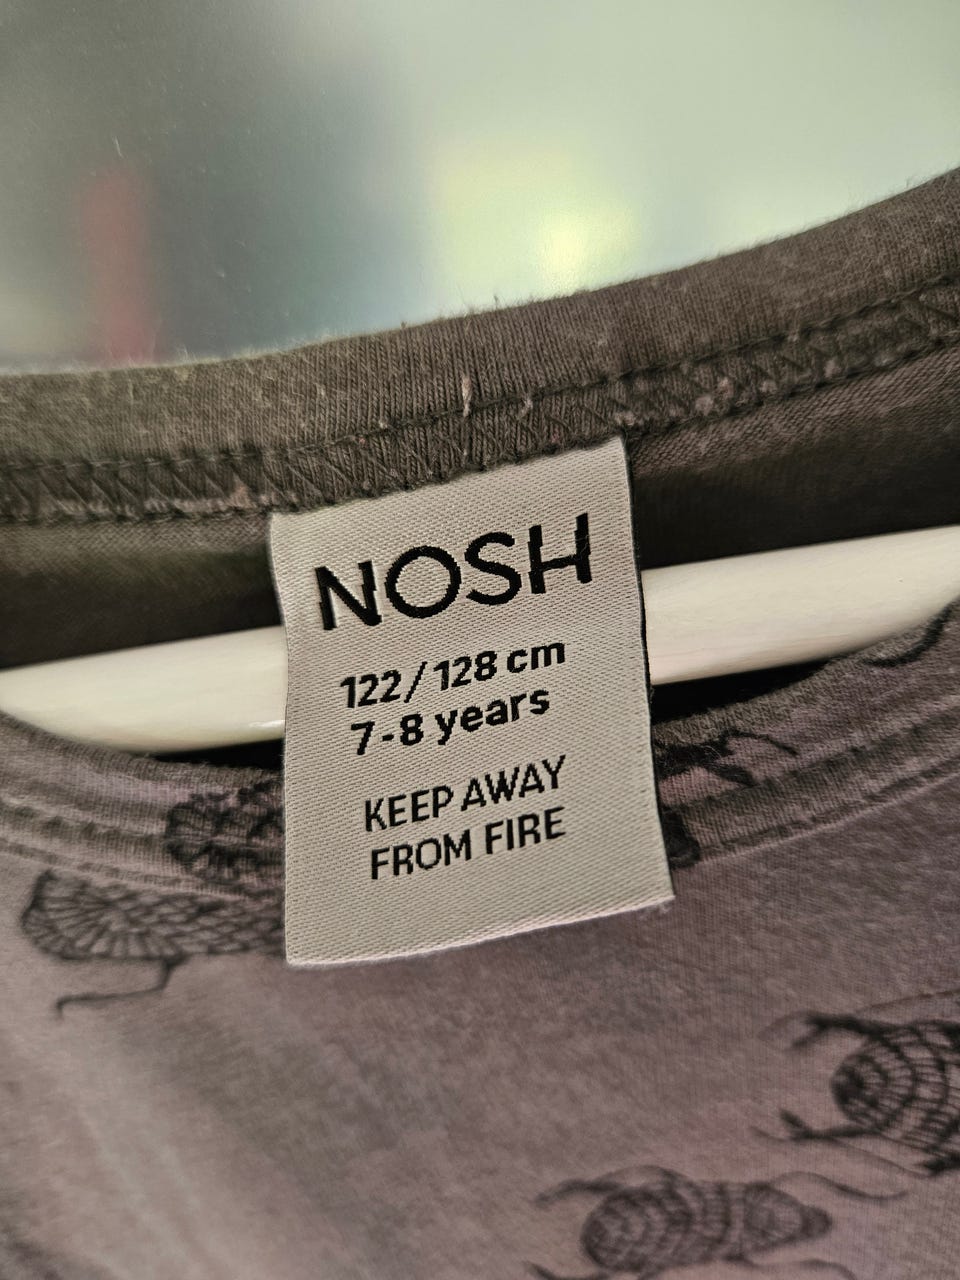 NOSH
122/128 cm
7-8 years
KEEP AWAY
FROM FIRE